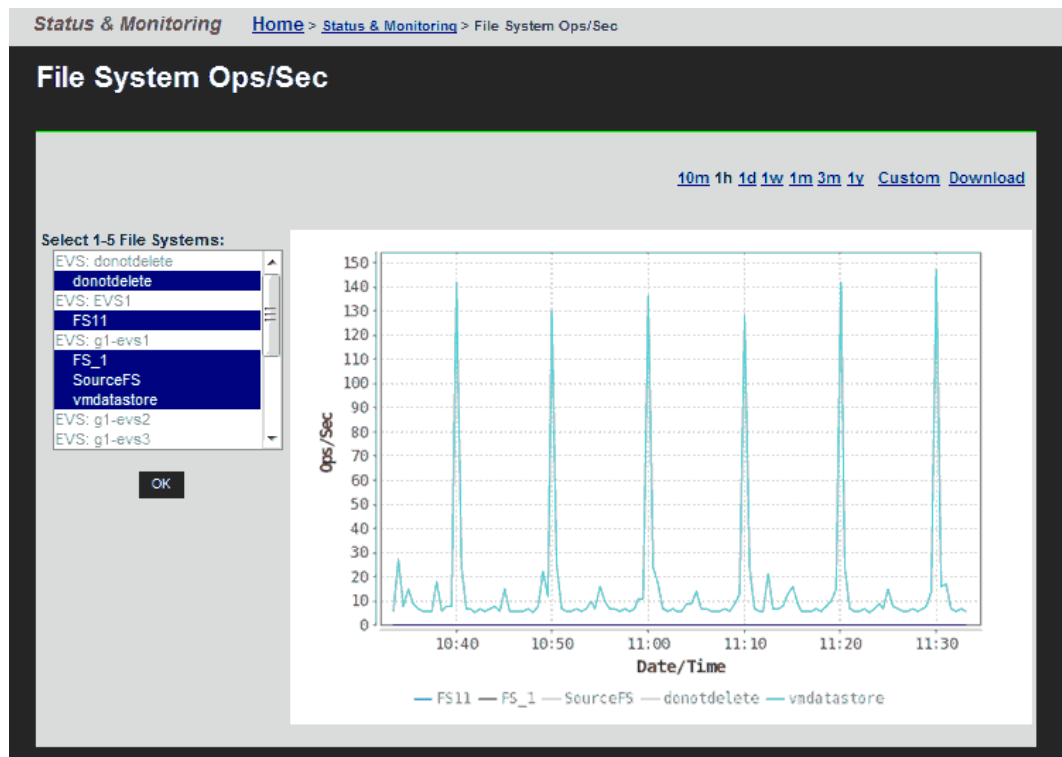 Status & Monitoring Home > Status & Monitoring > File System Ops/Sec
File System Ops/Sec
10m 1h 1d 1w 1m 3m 1y Custom Download
Select 1-5 File Systems:
EVS: donotdelete
donotdelete
EVS: EVS1
FS11
EVS: g1-evs1
FS_1
SourceFS
vmdatastore
EVS: g1-evs2
EVS: g1-evs3
OK
Ops/Sec
150
140
130
120
110
100
90
80
70
60
50
40
30
20
10
0
10:40 10:50 11:00 11:10 11:20 11:30
Date/Time
FS11 FS_1 SourceFS donotdelete vmdatastore